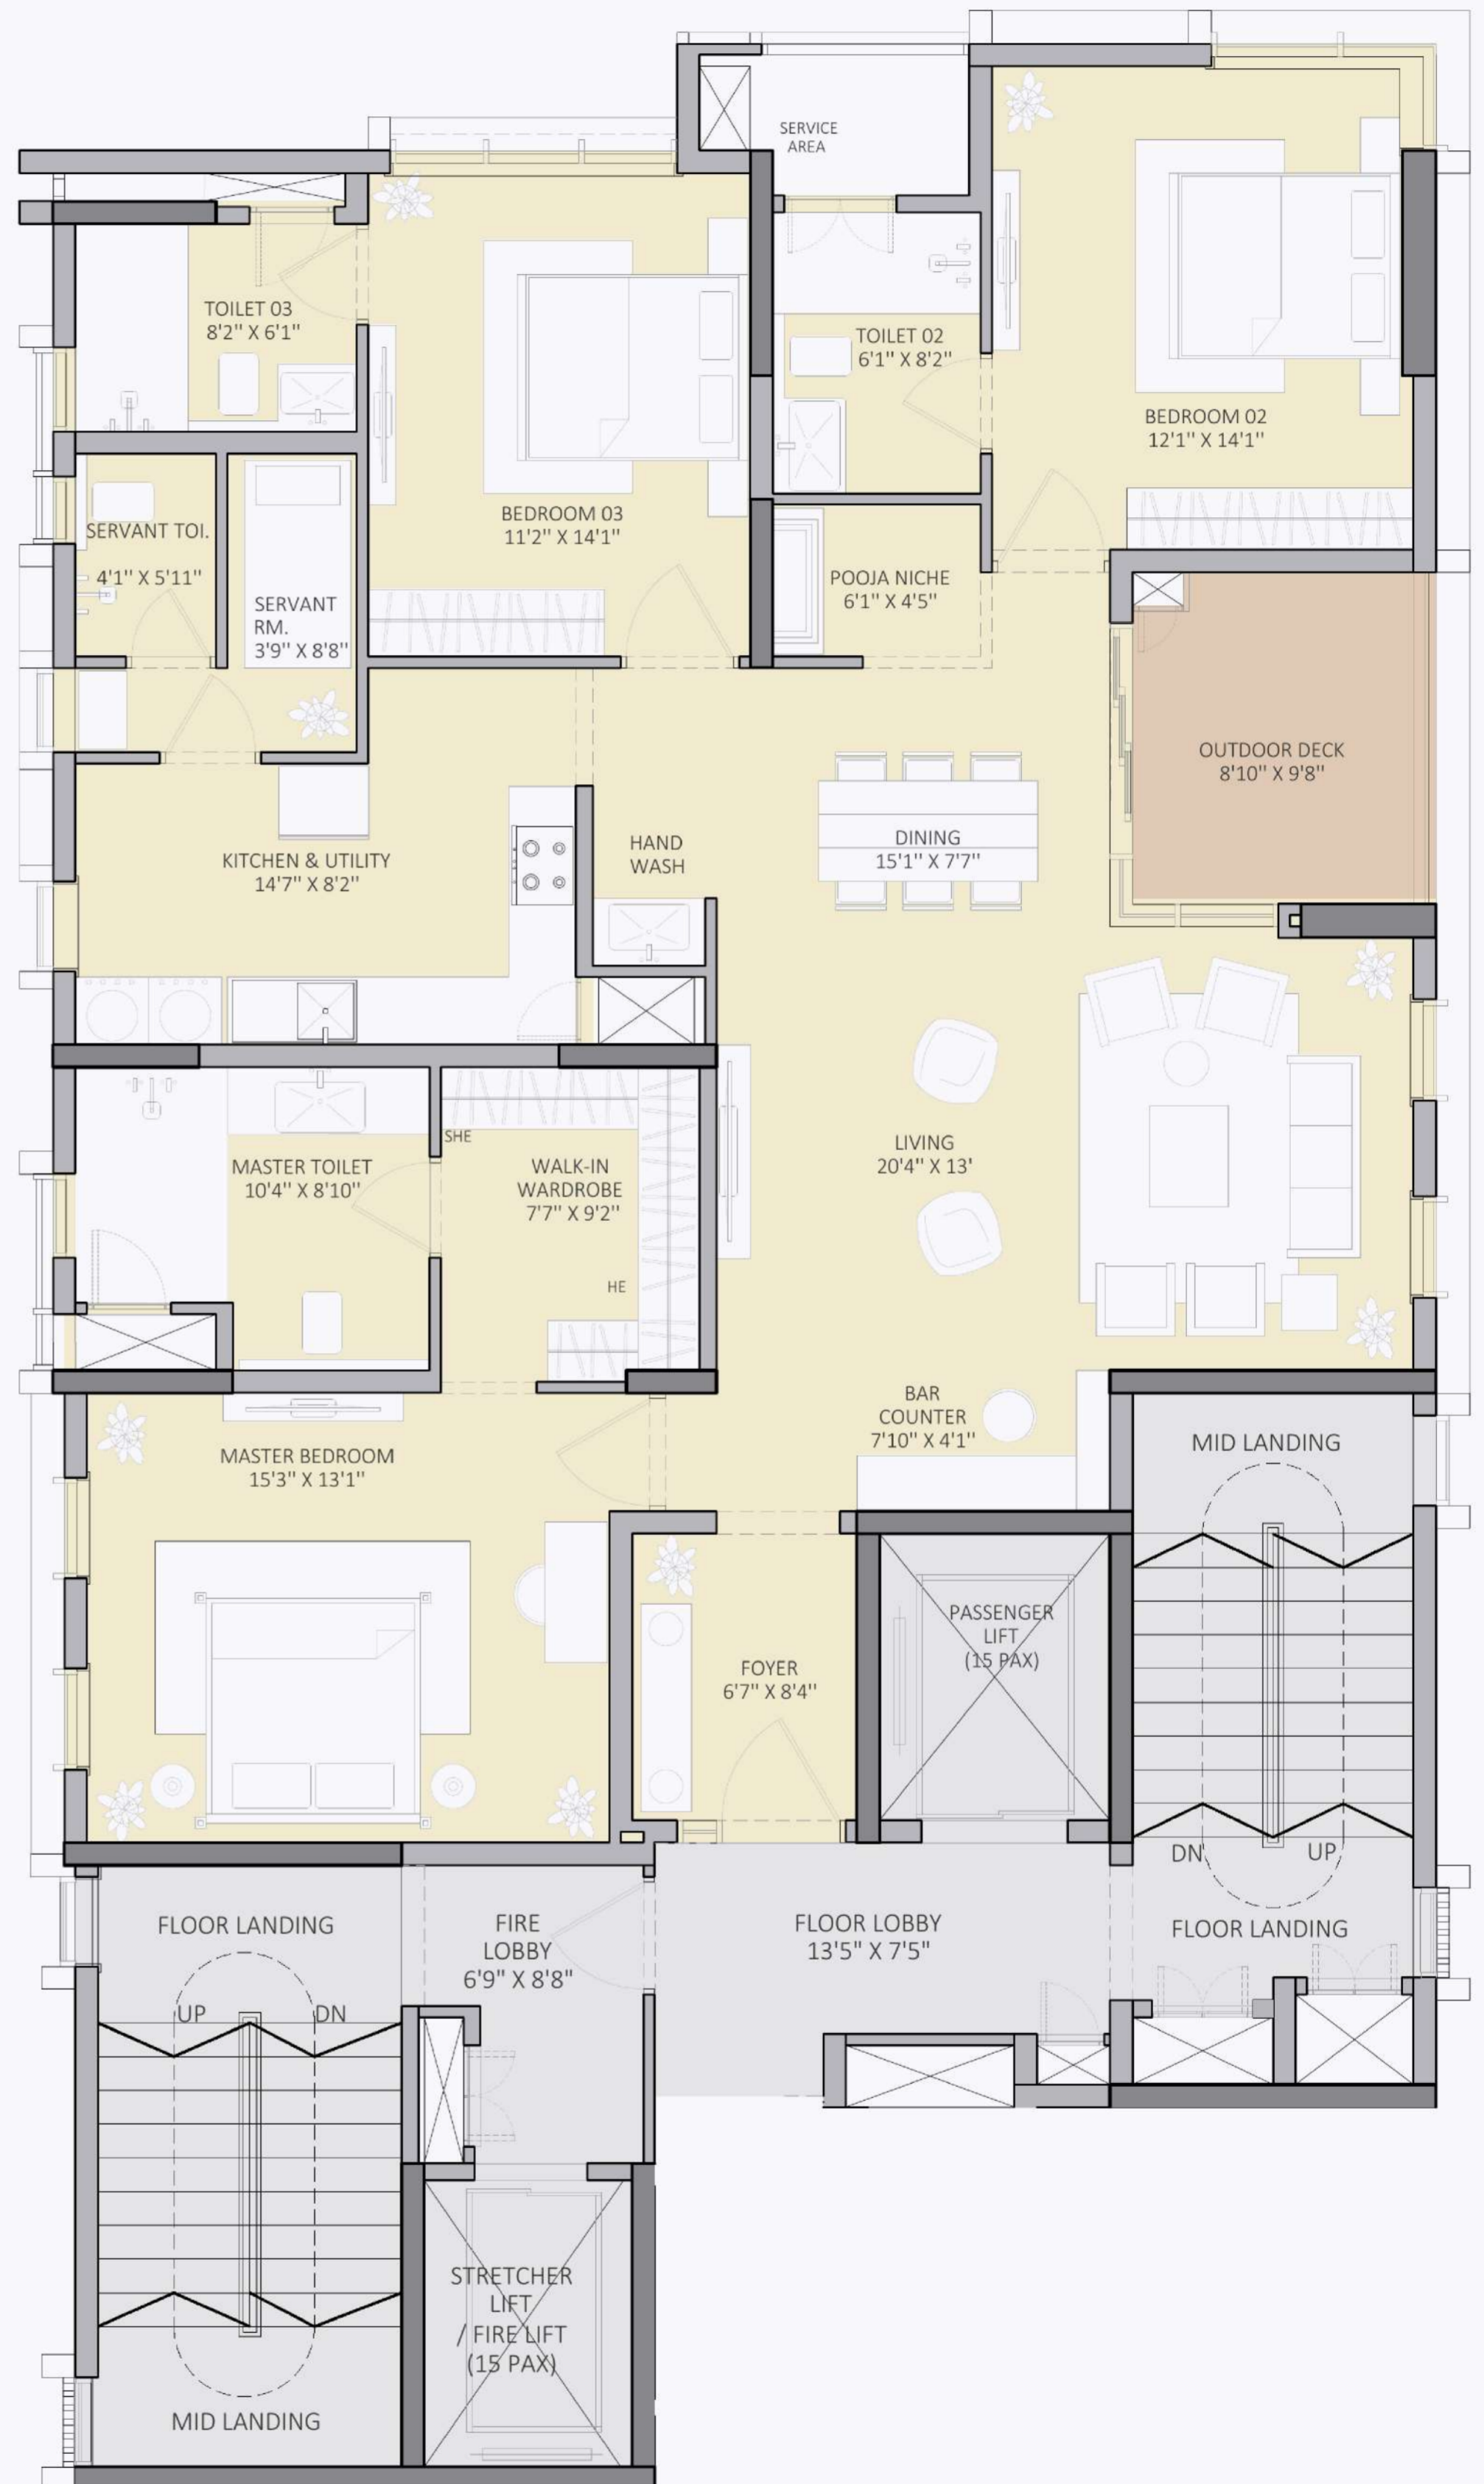 SERVICE
AREA
TOILET 03
8'2" X 6'1"
TOILET 02
6'1" X 8'2"
BEDROOM 02
12'1" X 14'1"
BEDROOM 03
11'2" X 14'1"
SERVANT TOI.
4'1" X 5'11"
SERVANT
RM.
3'9" X 8'8"
POOJA NICHE
6'1" X 4'5"
OUTDOOR DECK
8'10" X 9'8"
KITCHEN & UTILITY
14'7" X 8'2"
HAND
WASH
DINING
15'1" X 7'7"
SHE
MASTER TOILET
10'4" X 8'10"
WALK-IN
WARDROBE
7'7" X 9'2"
HE
LIVING
20'4" X 13'
BAR
COUNTER
7'10" X 4'1"
MID LANDING
MASTER BEDROOM
15'3" X 13'1"
PASSENGER
LIFT
(15 PAX)
FOYER
6'7" X 8'4"
DN
UP
FLOOR LANDING
FIRE
LOBBY
6'9" X 8'8"
FLOOR LOBBY
13'5" X 7'5"
FLOOR LANDING
UP
DN
STRETCHER
LIFT
/ FIRE LIFT
(15 PAX)
MID LANDING